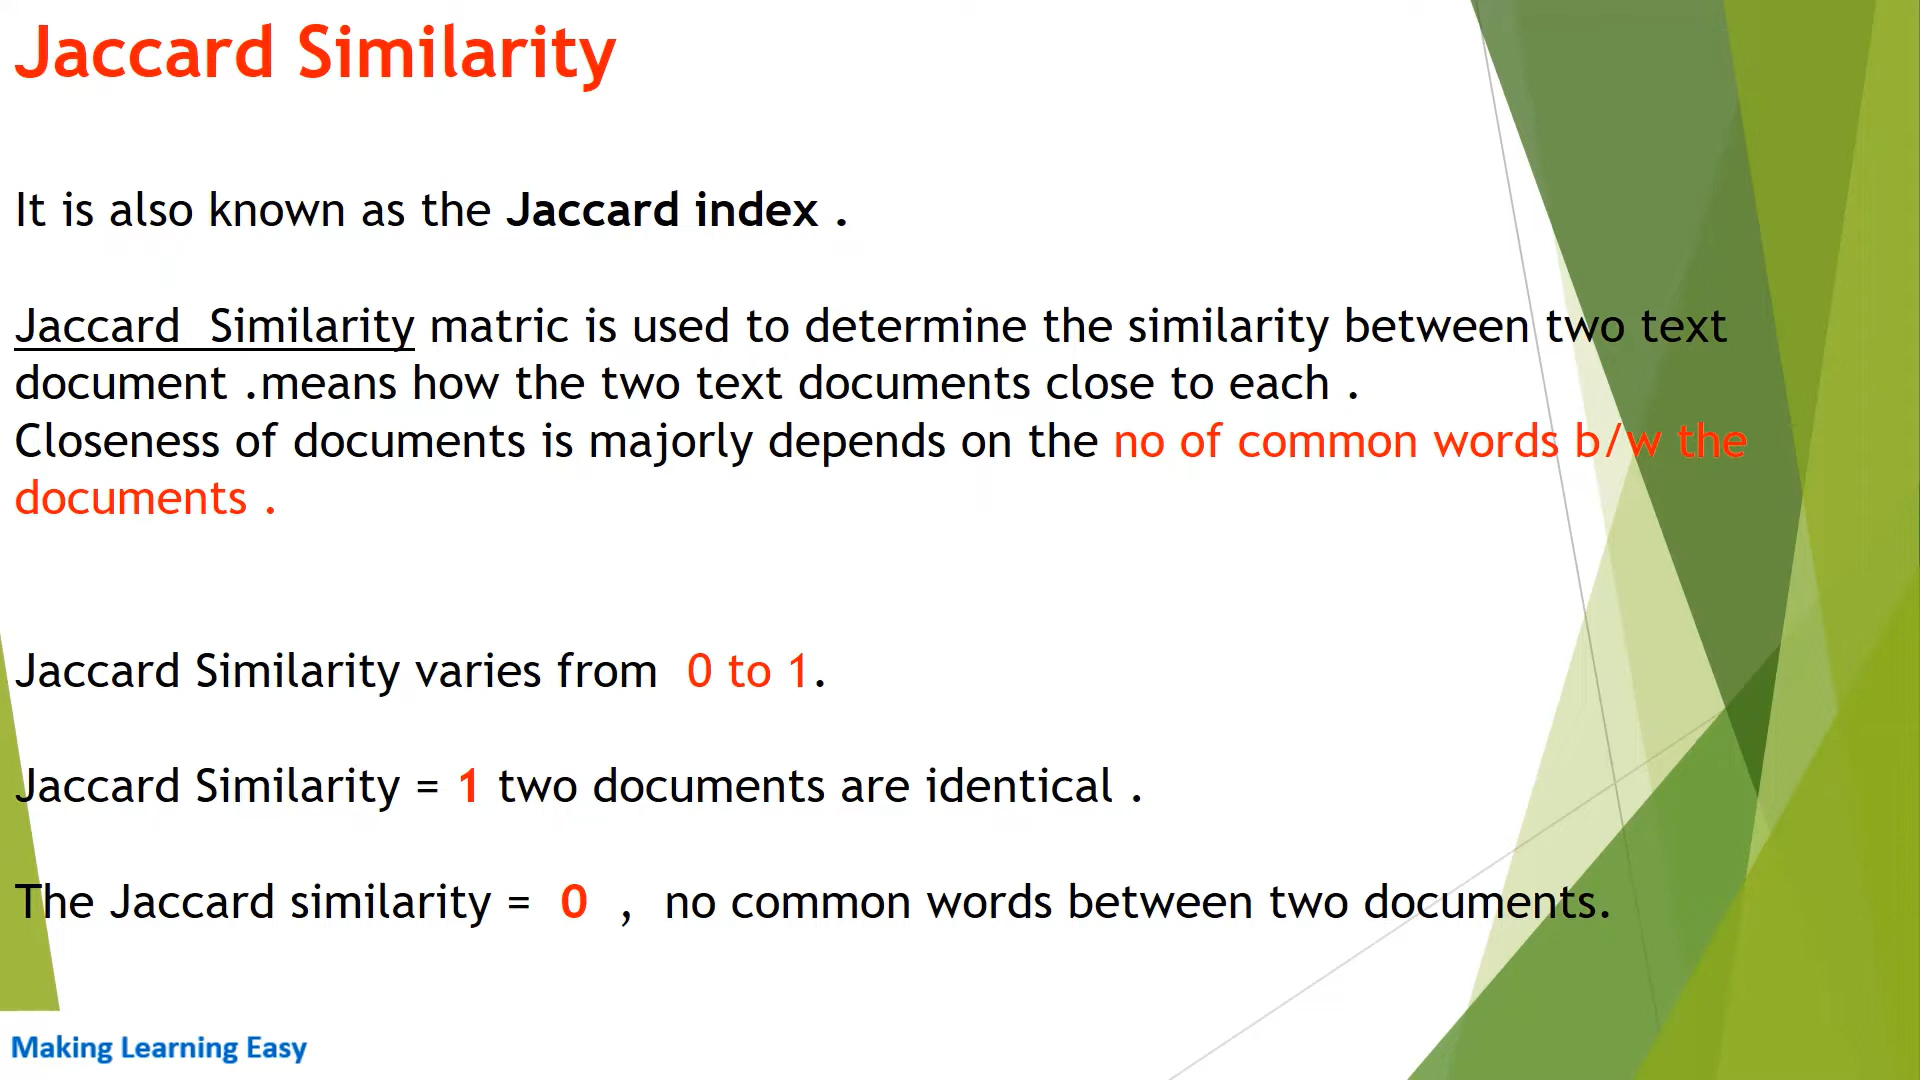 Jaccard Similarity
It is also known as the Jaccard index .
Jaccard  Similarity matric is used to determine the similarity between two text
document .means how the two text documents close to each .
Closeness of documents is majorly depends on the no of common words b/w the
documents .
Jaccard Similarity varies from  0 to 1.
Jaccard Similarity = 1 two documents are identical .
The Jaccard similarity =  0  ,  no common words between two documents.
Making Learning Easy